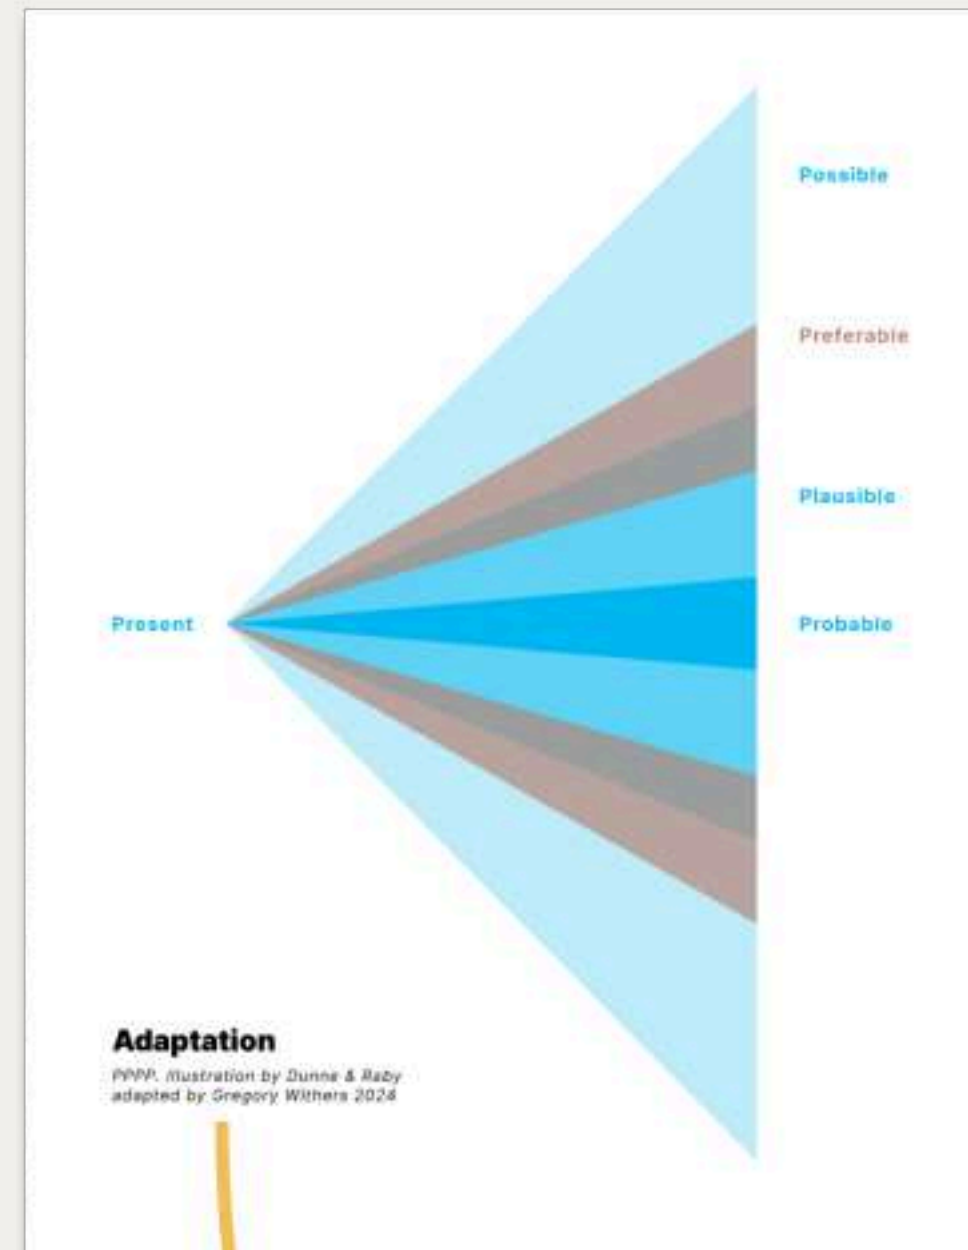 Possible
Preferable
Plausible
Present
Probable
Adaptation
PPPP. Illustration by Dunne & Raby
adapted by Gregory Withers 2024